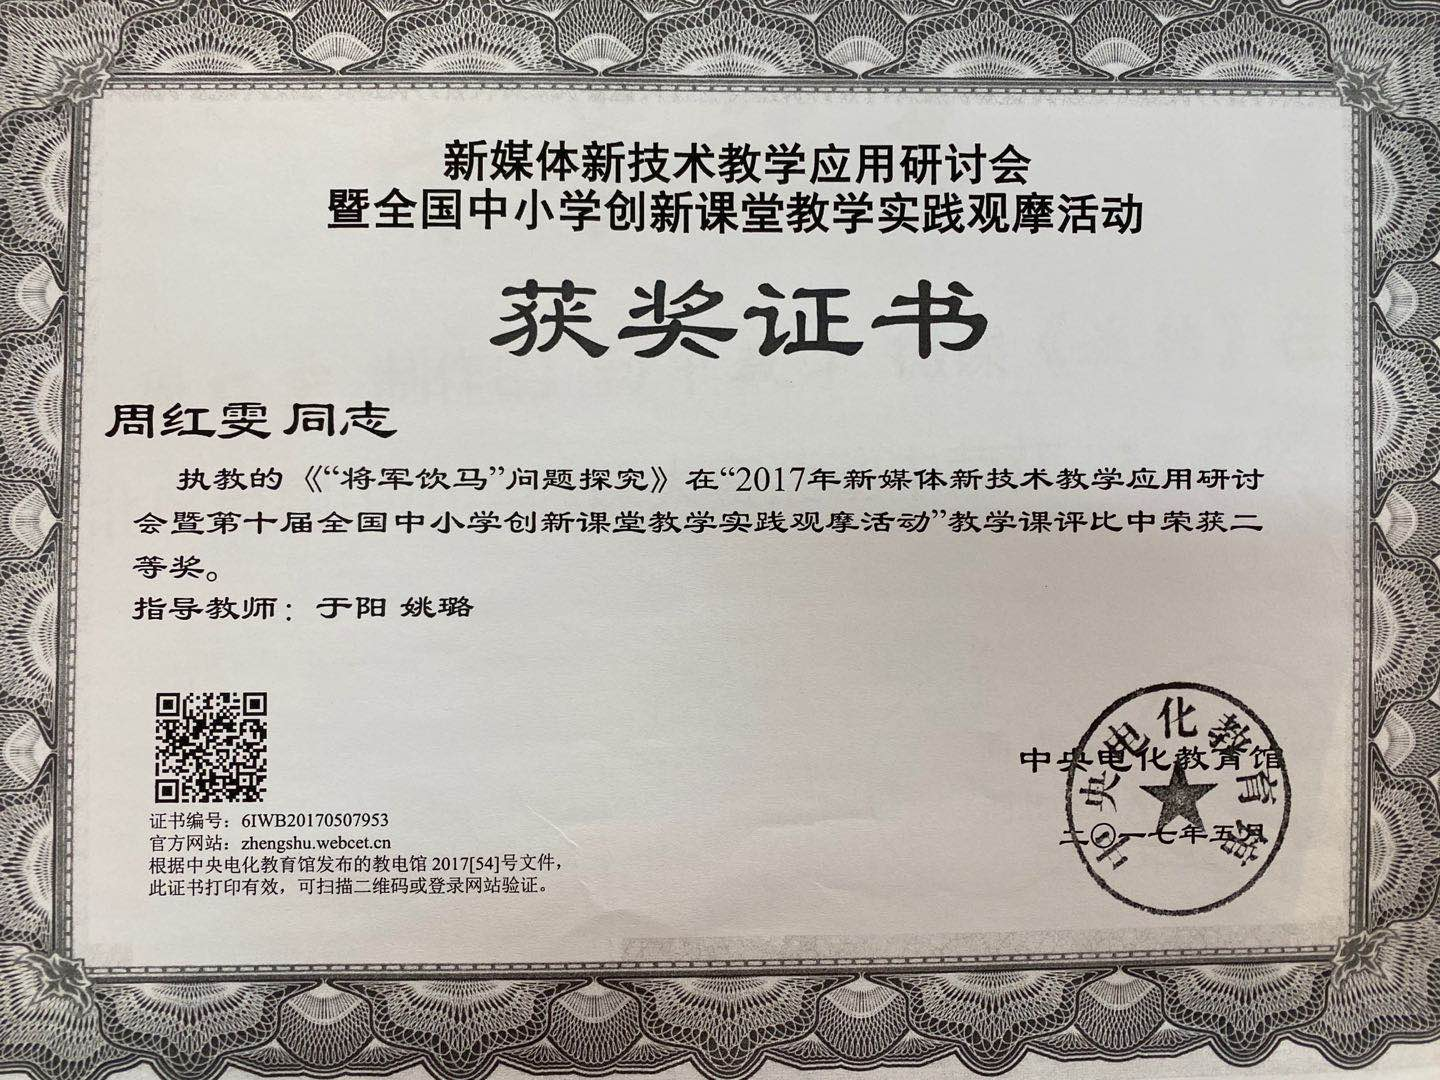 新媒体新技术教学应用研讨会
暨全国中小学创新课堂教学实践观摩活动
获奖证书
周红雯 同志
执教的《“将军饮马”问题探究》在“2017年新媒体新技术教学应用研讨
会暨第十届全国中小学创新课堂教学实践观摩活动”教学课评比中荣获二
等奖。
指导教师：于阳 姚璐
证书编号：6IWB20170507953
官方网站：zhengshu.webcet.cn
根据中央电化教育馆发布的教电馆 2017[54]号文件，
此证书打印有效，可扫描二维码或登录网站验证。
中央电化教育馆
二〇一七年五月
中央电化教育馆